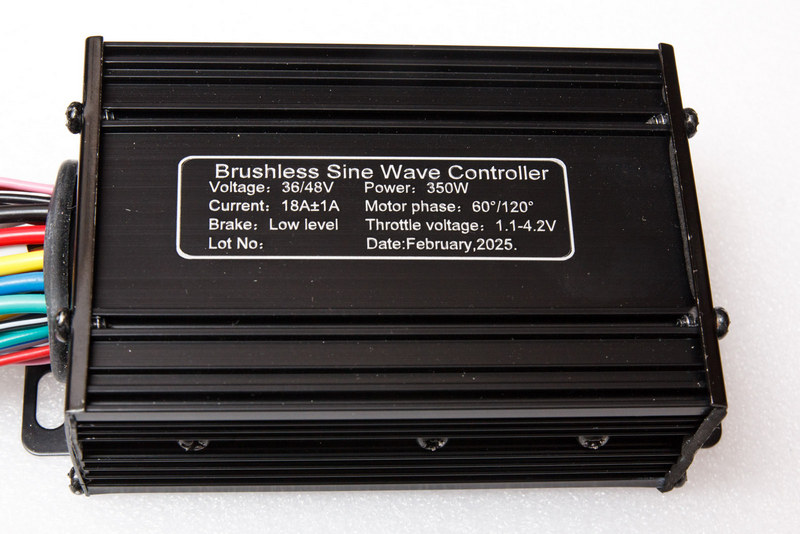 Brushless Sine Wave Controller
Voltage: 36/48V Power: 350W
Current: 18A±1A Motor phase: 60°/120°
Brake: Low level Throttle voltage: 1.1-4.2V
Lot No: Date:February,2025.